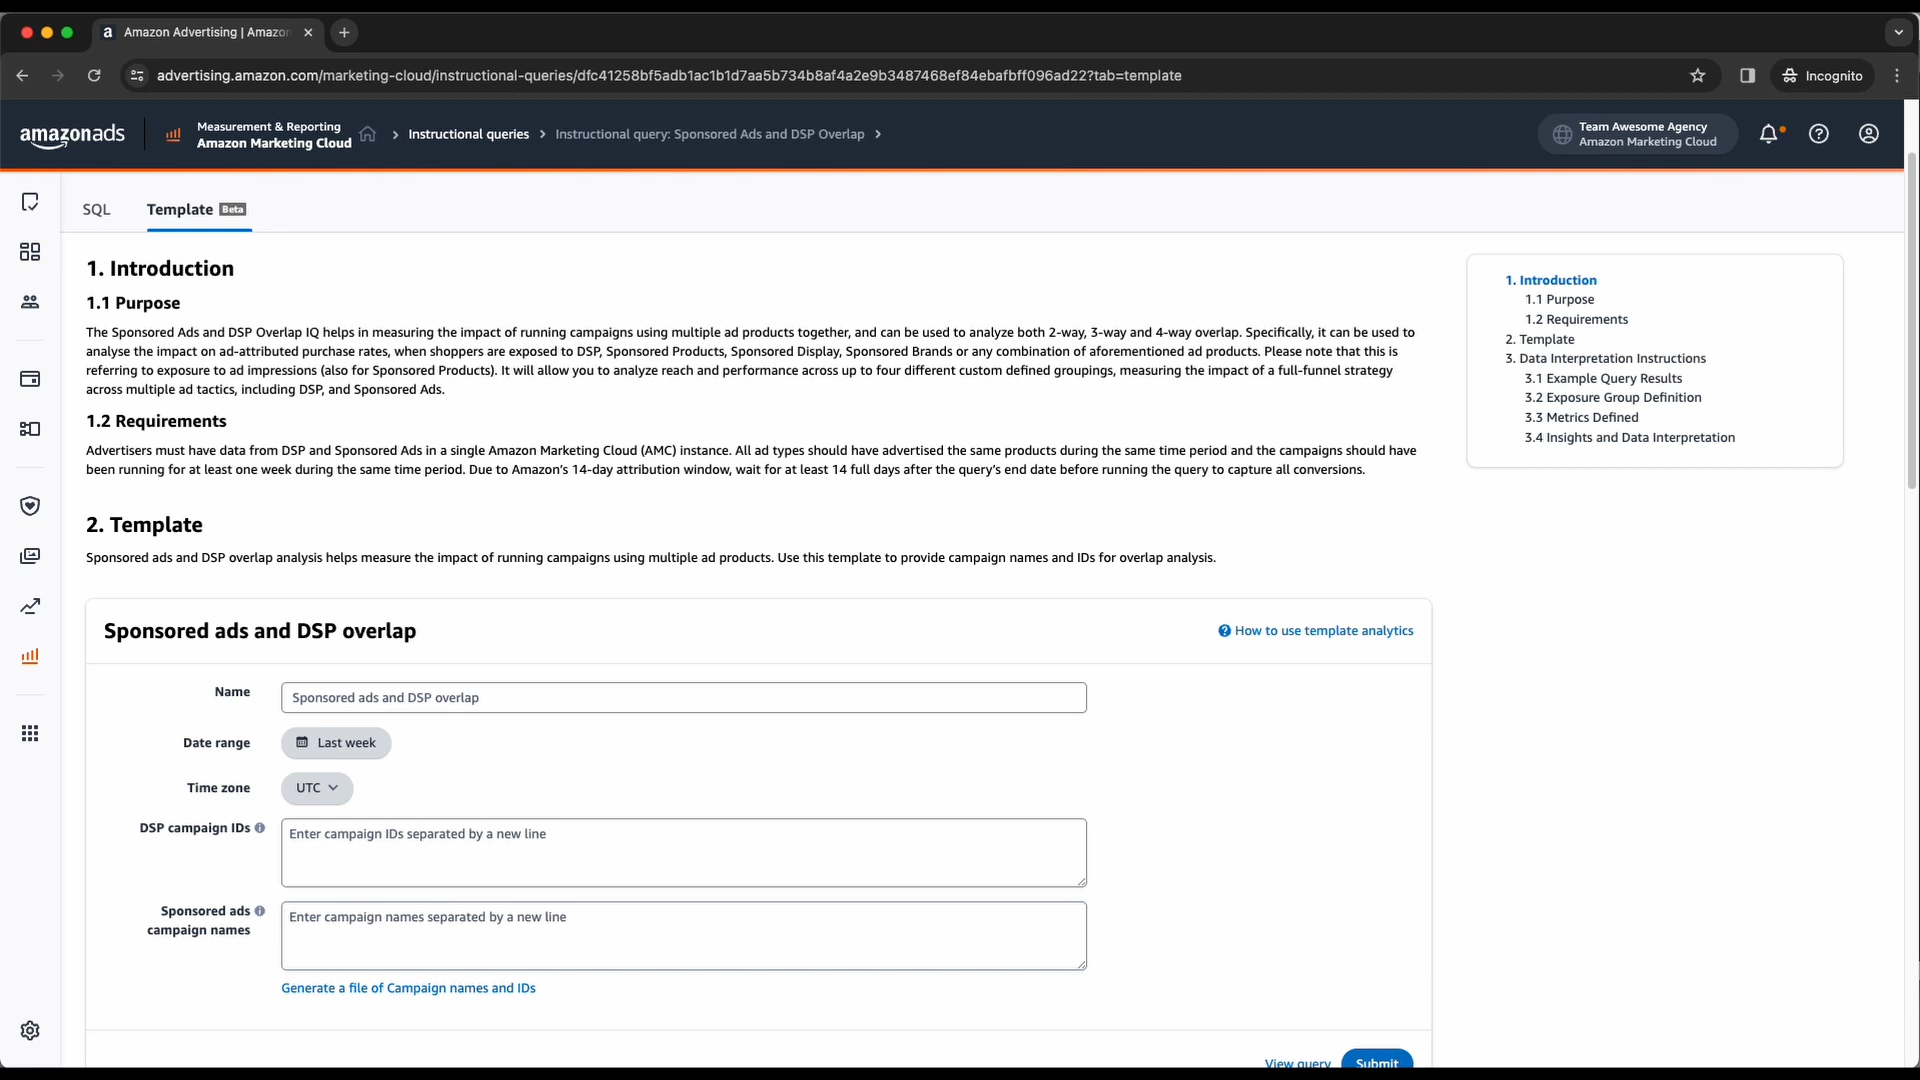 a Amazon Advertising | Amazon
advertising.amazon.com/marketing-cloud/instructional-queries/dfc41258bf5adb1ac1b1d7aa5b734b8af4a2e9b3487468ef84ebafbff096ad22?tab=template
Incognito
amazonads
Measurement & Reporting
Amazon Marketing Cloud
Instructional queries
Instructional query: Sponsored Ads and DSP Overlap
Team Awesome Agency
Amazon Marketing Cloud
SQL
Template Beta
1. Introduction
1.1 Purpose
The Sponsored Ads and DSP Overlap IQ helps in measuring the impact of running campaigns using multiple ad products together, and can be used to analyze both 2-way, 3-way and 4-way overlap. Specifically, it can be used to
analyse the impact on ad-attributed purchase rates, when shoppers are exposed to DSP, Sponsored Products, Sponsored Display, Sponsored Brands or any combination of aforementioned ad products. Please note that this is
referring to exposure to ad impressions (also for Sponsored Products). It will allow you to analyze reach and performance across up to four different custom defined groupings, measuring the impact of a full-funnel strategy
across multiple ad tactics, including DSP, and Sponsored Ads.
1.2 Requirements
Advertisers must have data from DSP and Sponsored Ads in a single Amazon Marketing Cloud (AMC) instance. All ad types should have advertised the same products during the same time period and the campaigns should have
been running for at least one week during the same time period. Due to Amazon's 14-day attribution window, wait for at least 14 full days after the query's end date before running the query to capture all conversions.
2. Template
Sponsored ads and DSP overlap analysis helps measure the impact of running campaigns using multiple ad products. Use this template to provide campaign names and IDs for overlap analysis.
Sponsored ads and DSP overlap
How to use template analytics
Name
Sponsored ads and DSP overlap
Date range
Last week
Time zone
UTC
DSP campaign IDs
Enter campaign IDs separated by a new line
Sponsored ads
campaign names
Enter campaign names separated by a new line
Generate a file of Campaign names and IDs
View query
Submit
1. Introduction
1.1 Purpose
1.2 Requirements
2. Template
3. Data Interpretation Instructions
3.1 Example Query Results
3.2 Exposure Group Definition
3.3 Metrics Defined
3.4 Insights and Data Interpretation